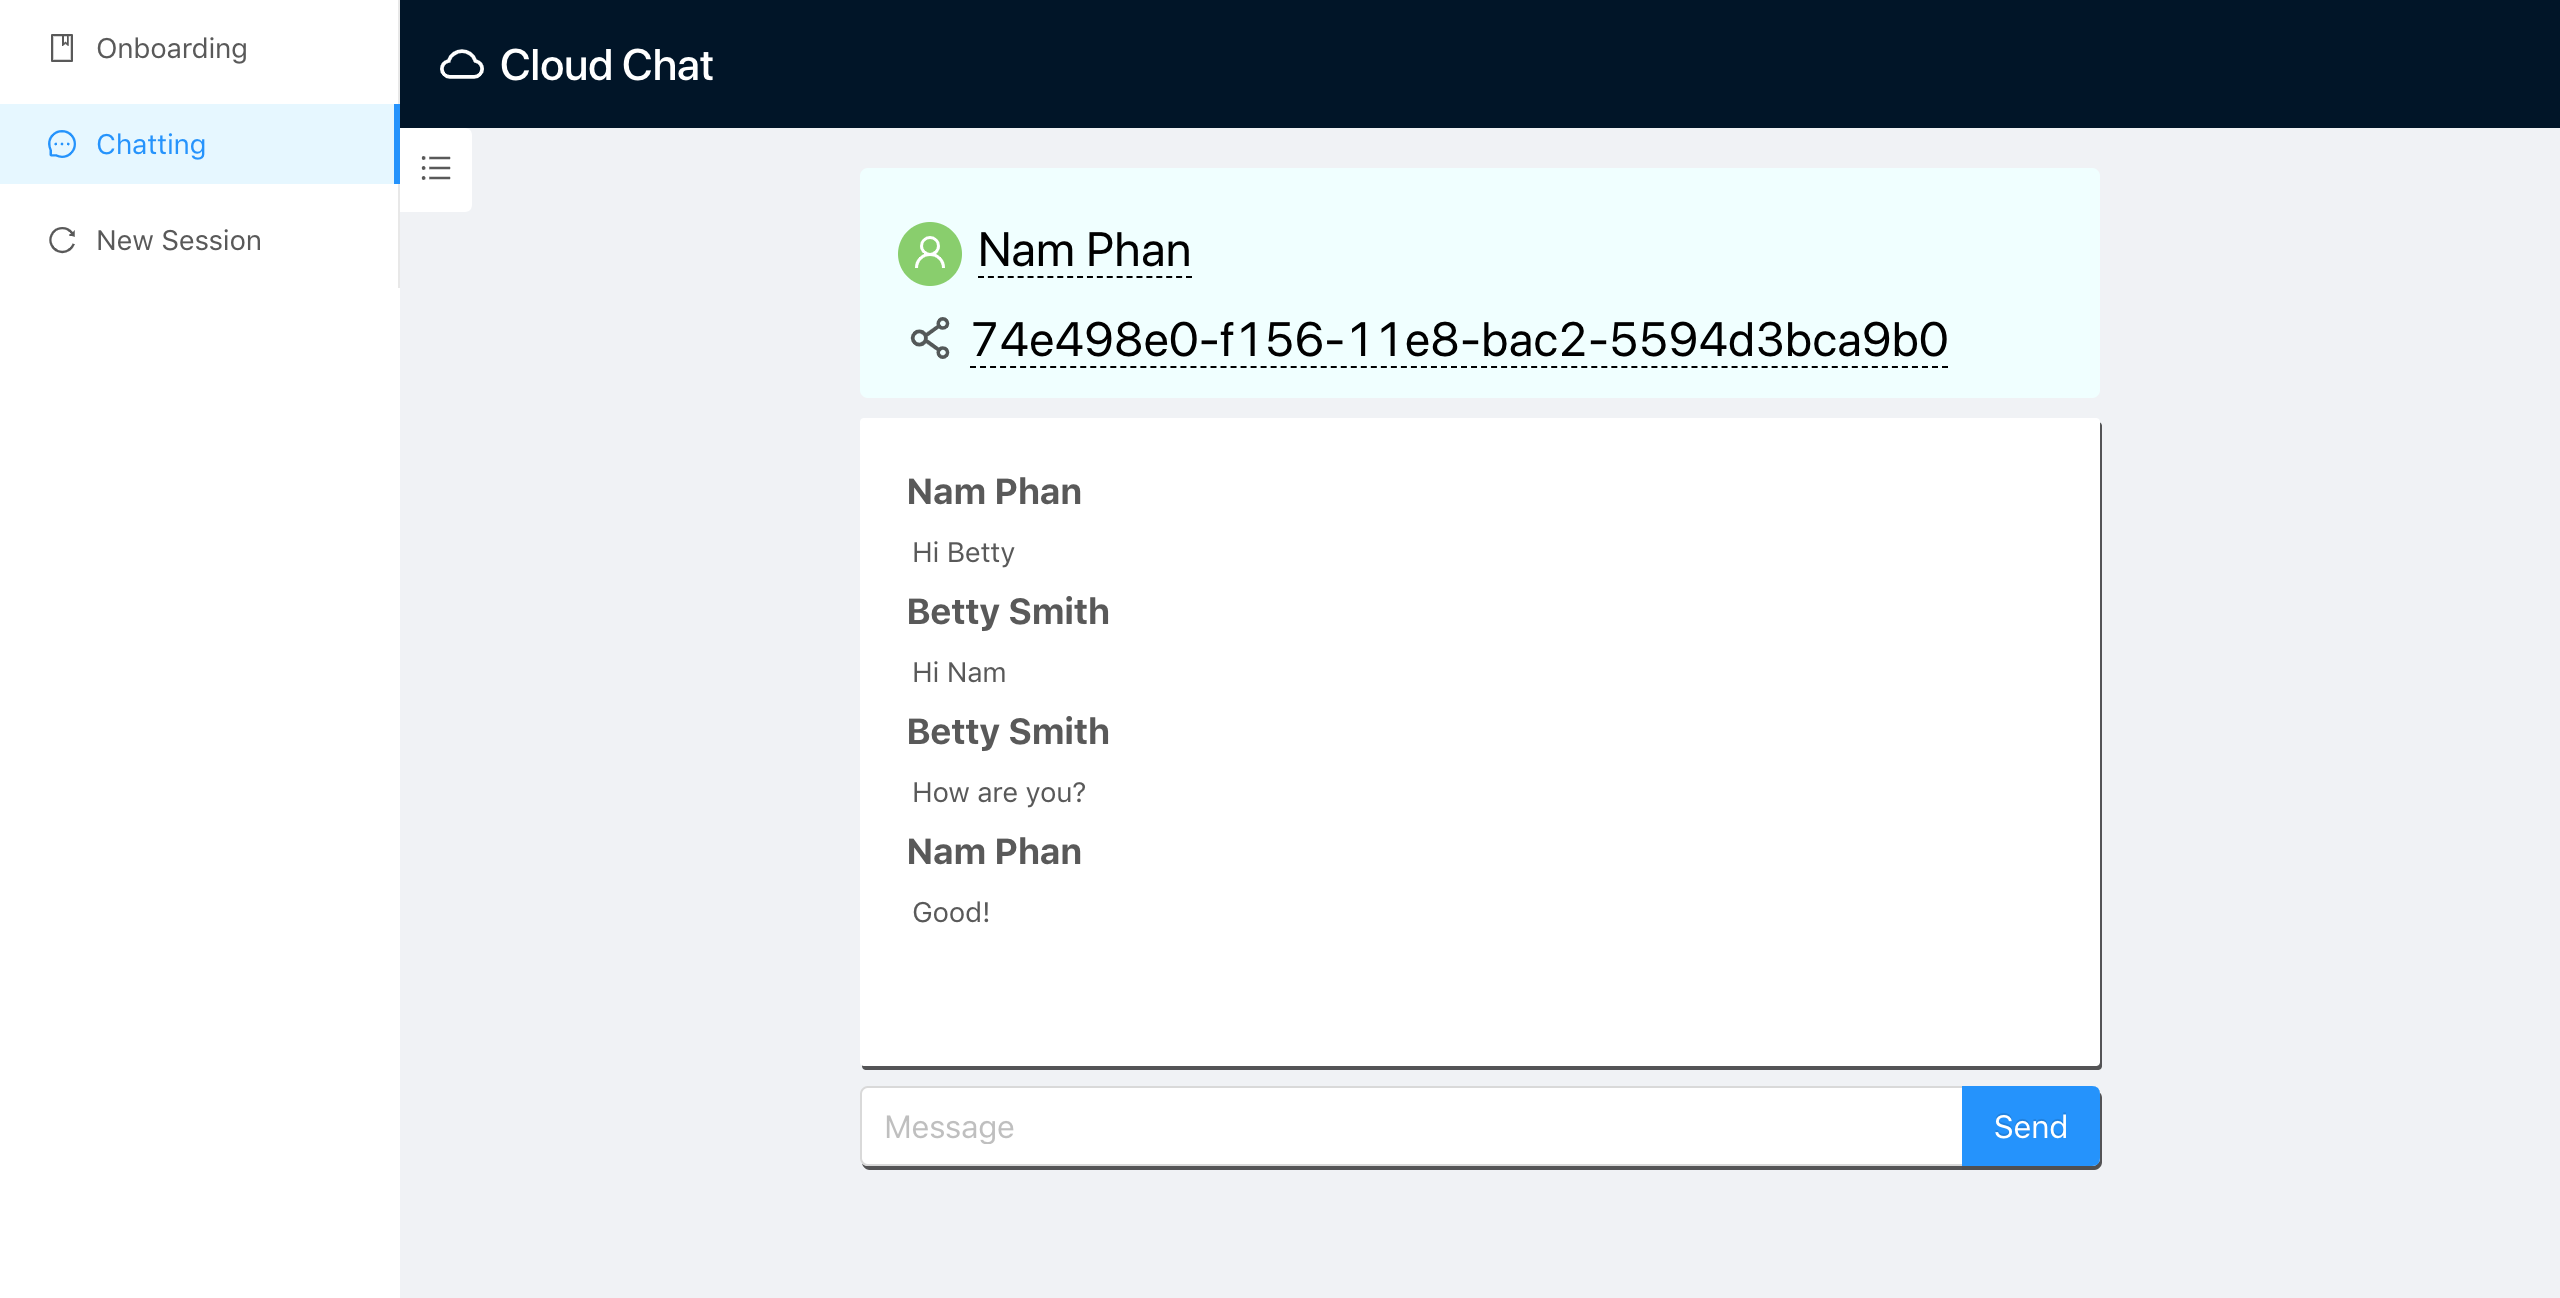 Onboarding
Chatting
New Session
Cloud Chat
Nam Phan
74e498e0-f156-11e8-bac2-5594d3bca9b0
Nam Phan
Hi Betty
Betty Smith
Hi Nam
Betty Smith
How are you?
Nam Phan
Good!
Message
Send